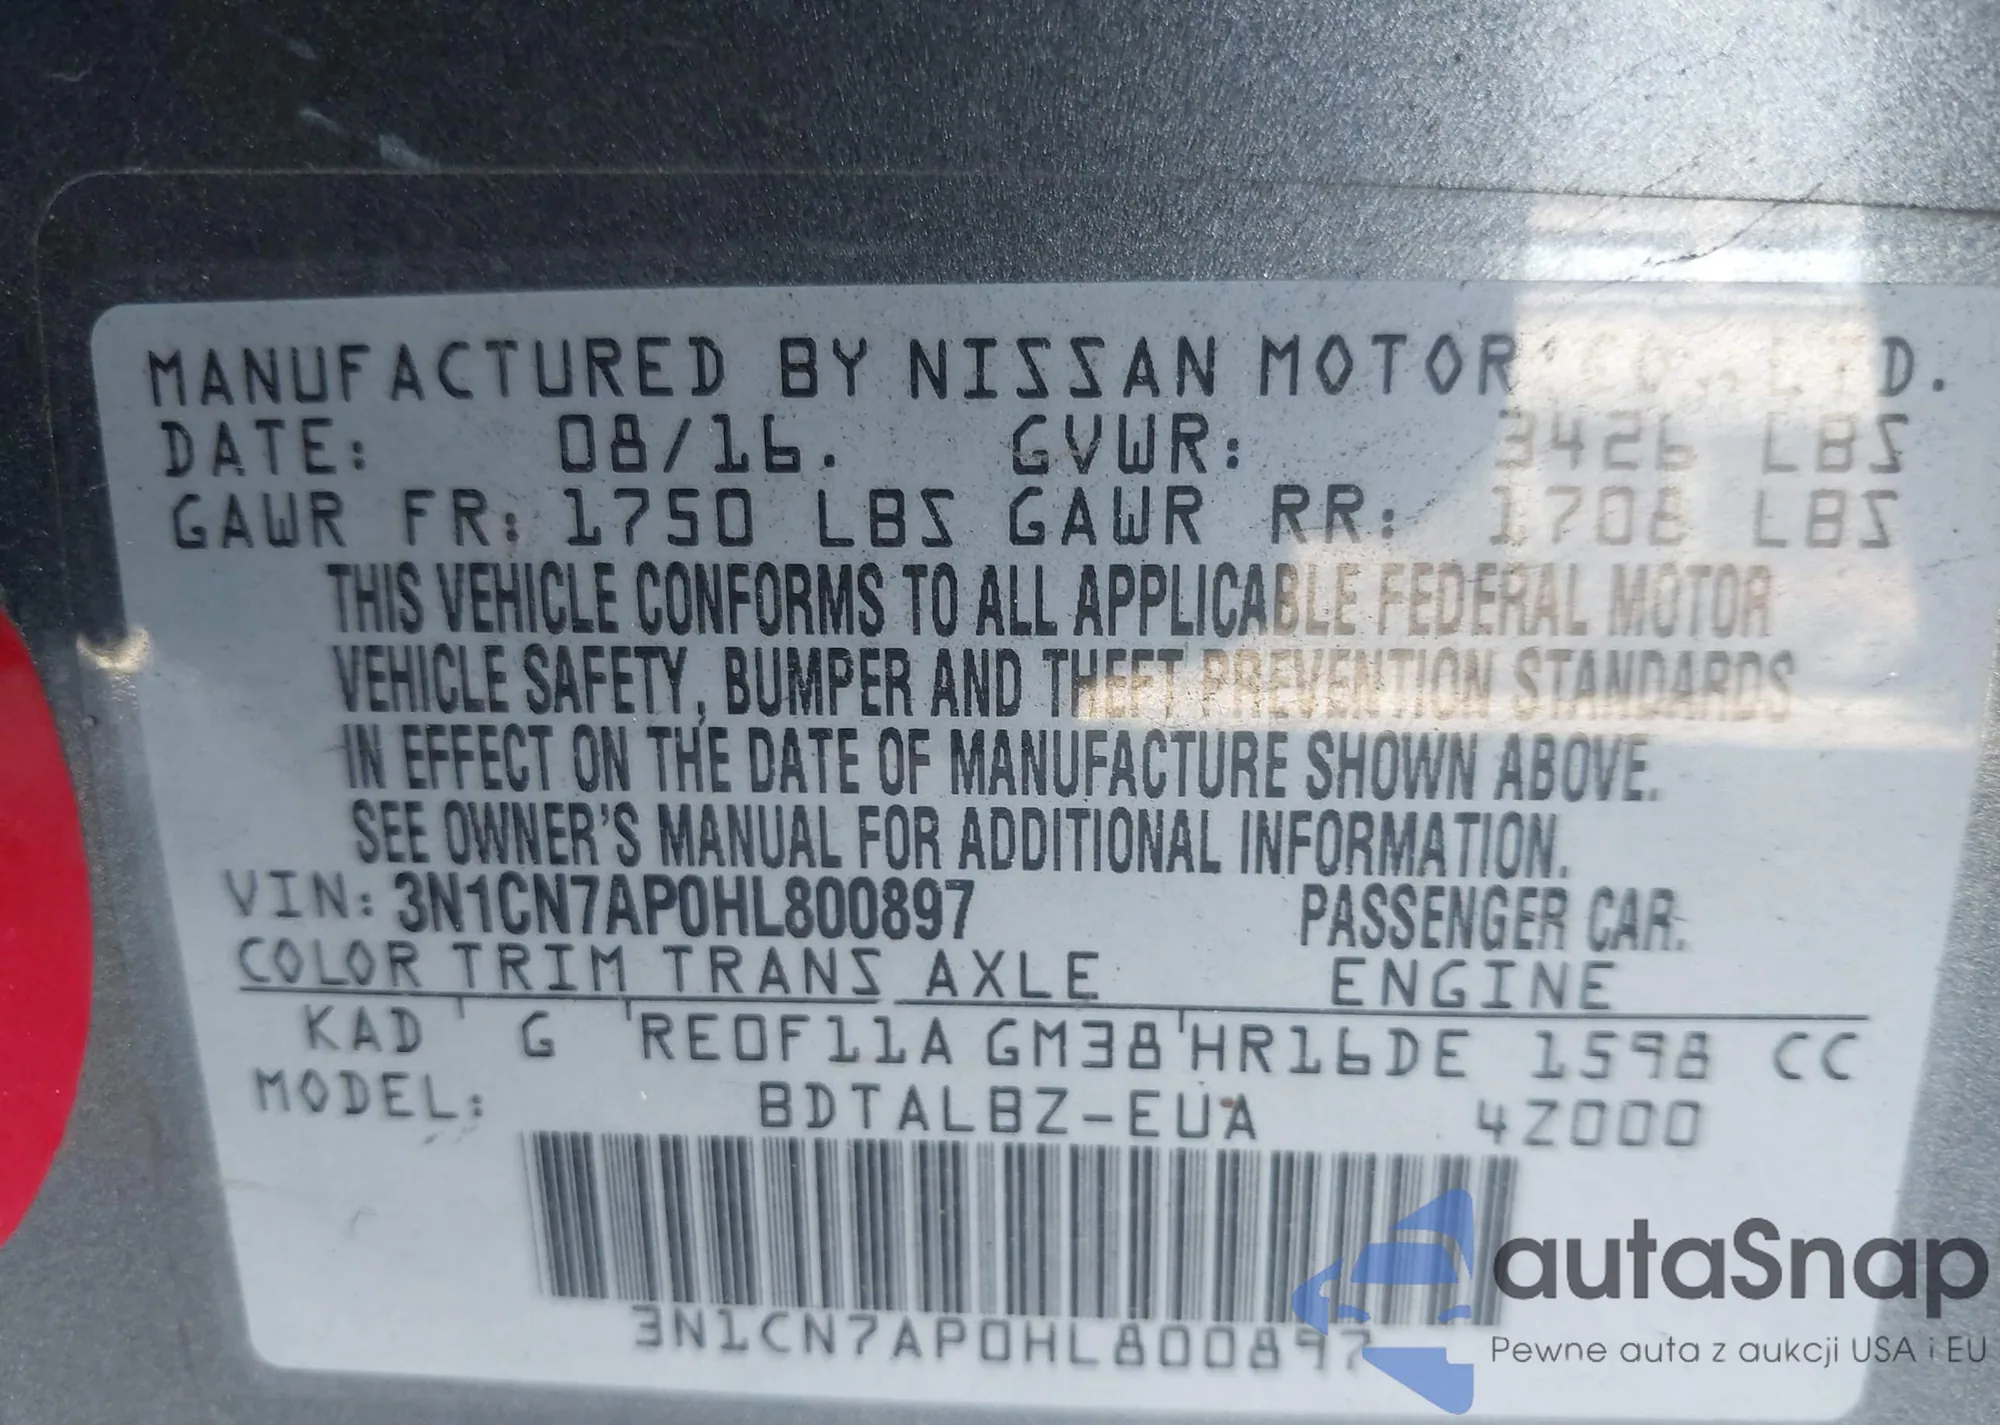 MANUFACTURED BY NISSAN MOTOR CO., LTD.
DATE: 08/16. GVWR: 3426 LBS
GAWR FR: 1750 LBS GAWR RR: 1708 LBS
THIS VEHICLE CONFORMS TO ALL APPLICABLE FEDERAL MOTOR
VEHICLE SAFETY, BUMPER AND THEFT PREVENTION STANDARDS
IN EFFECT ON THE DATE OF MANUFACTURE SHOWN ABOVE.
SEE OWNER'S MANUAL FOR ADDITIONAL INFORMATION.
VIN: 3N1CN7AP0HL800897 PASSENGER CAR.
COLOR TRIM TRANS AXLE ENGINE
KAD G RE0F11A GM38 HR16DE 1598 CC
MODEL: BDTALBZ-EUA 4Z000
3N1CN7AP0HL800897
autaSnap
Pewne auta z aukcji USA i EU